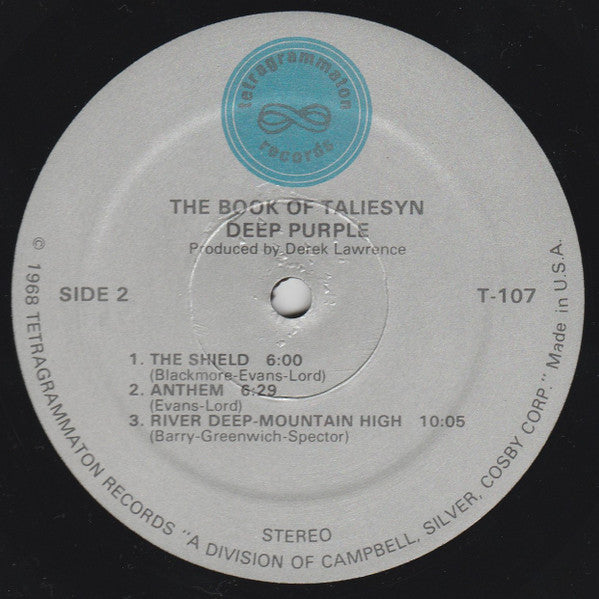 tetragrammaton
records
THE BOOK OF TALIESYN
DEEP PURPLE
Produced by Derek Lawrence
SIDE 2
T-107
1. THE SHIELD 6:00
(Blackmore-Evans-Lord)
2. ANTHEM 6:29
(Evans-Lord)
3. RIVER DEEP-MOUNTAIN HIGH 10:05
(Barry-Greenwich-Spector)
STEREO
© 1968 TETRAGRAMMATON RECORDS "A DIVISION OF CAMPBELL, SILVER, COSBY CORP." Made in U.S.A.